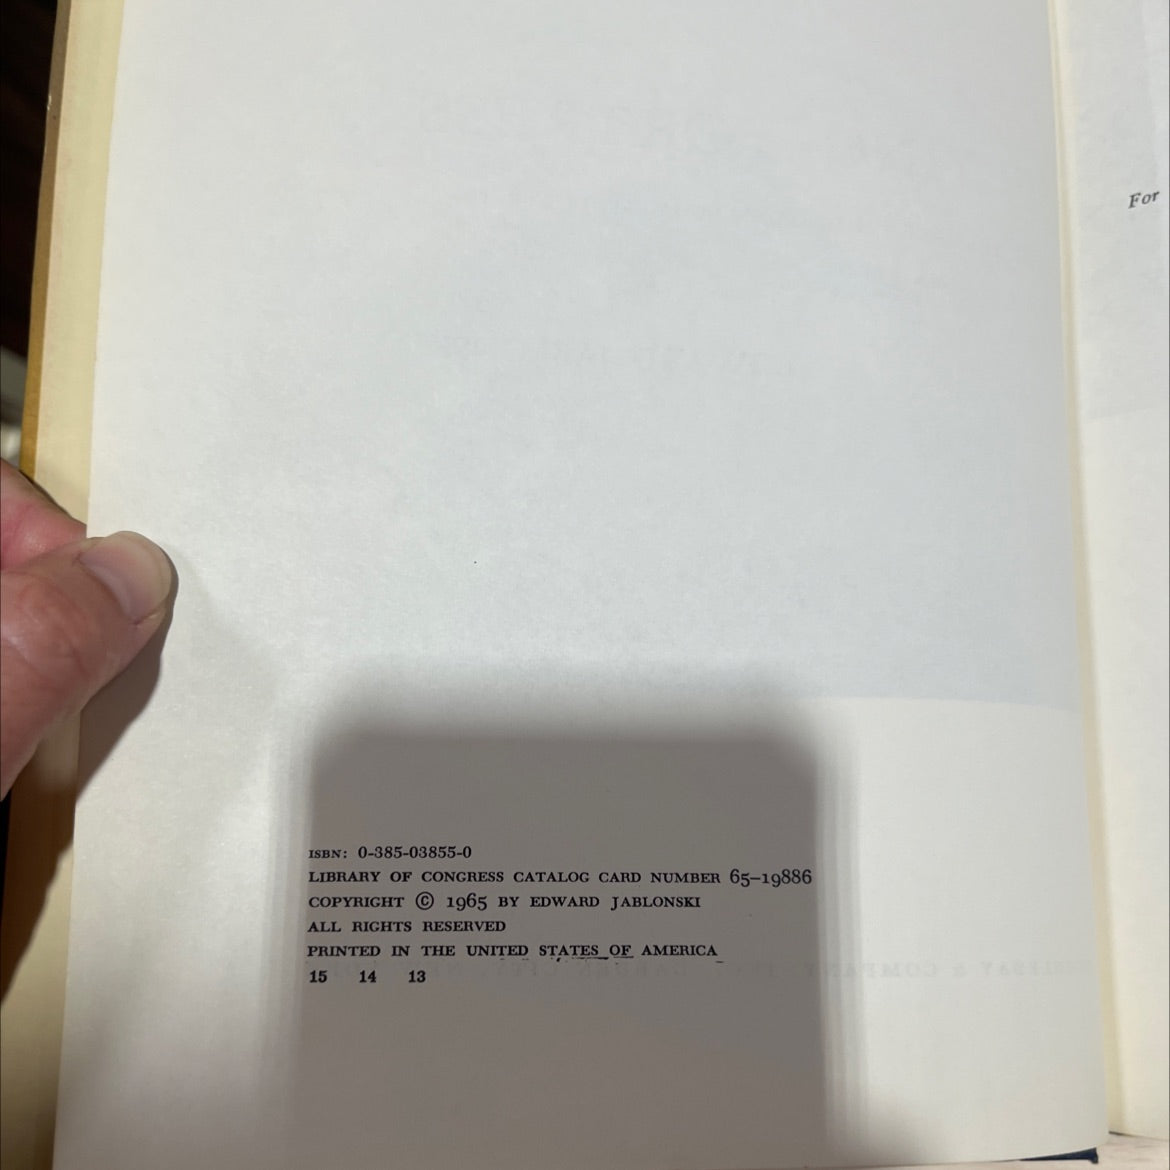 For
ISBN: 0-385-03855-0
LIBRARY OF CONGRESS CATALOG CARD NUMBER 65–19886
COPYRIGHT © 1965 BY EDWARD JABLONSKI
ALL RIGHTS RESERVED
PRINTED IN THE UNITED STATES OF AMERICA
15 14 13